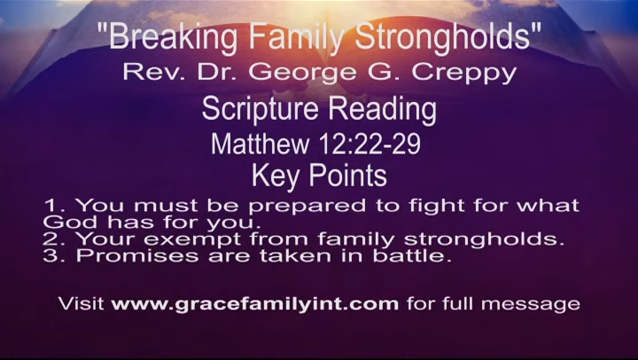 "Breaking Family Strongholds"
Rev. Dr. George G. Creppy
Scripture Reading
Matthew 12:22-29
Key Points
1. You must be prepared to fight for what
God has for you.
2. Your exempt from family strongholds.
3. Promises are taken in battle.
Visit www.gracefamilyint.com for full message